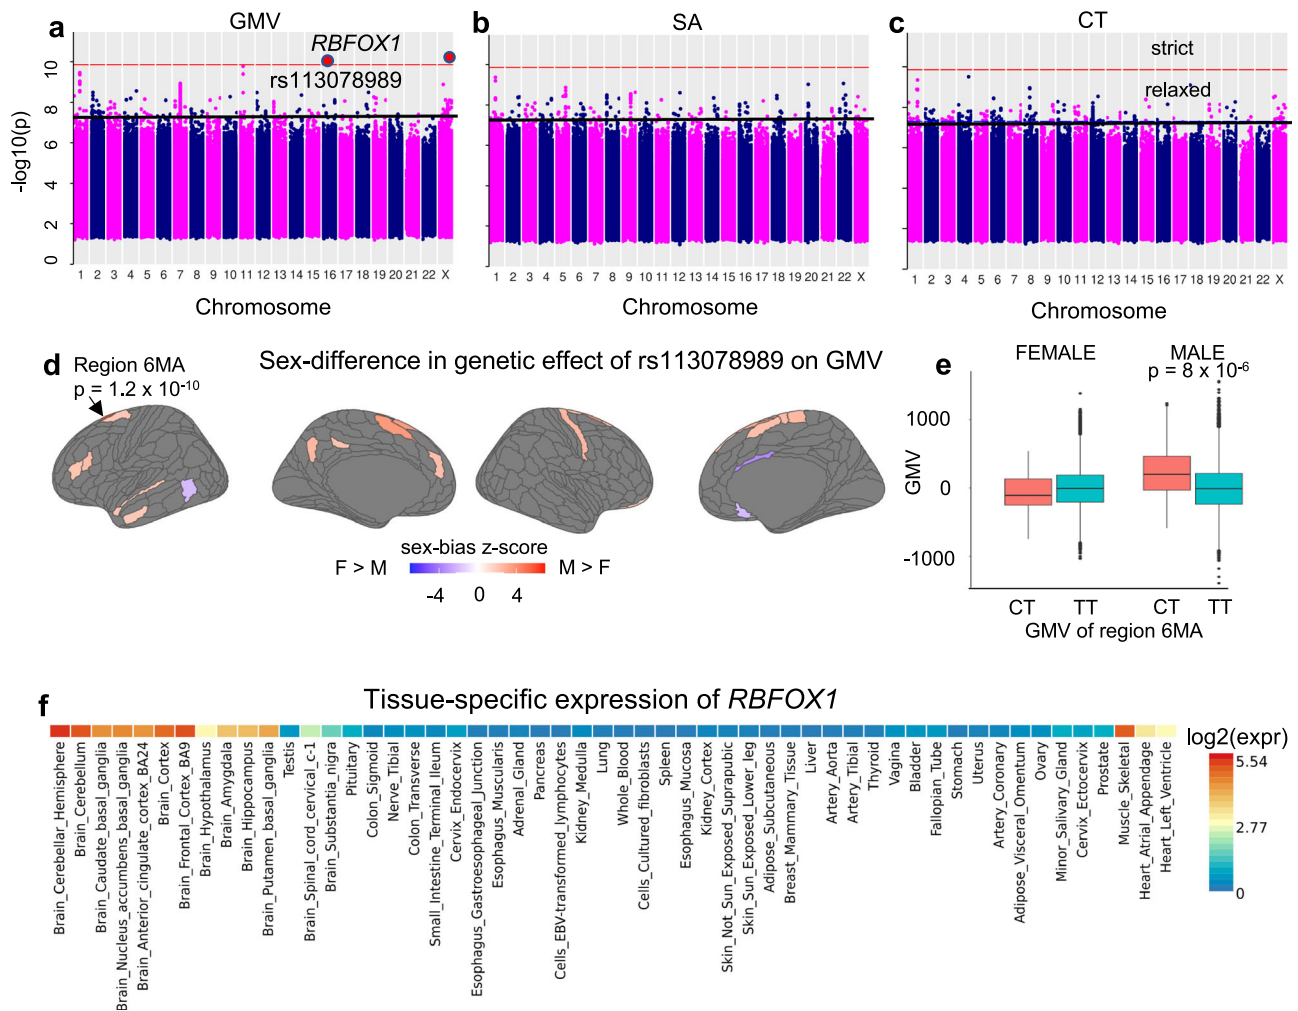 a
GMV
RBFOX1
rs113078989
-log10(p)
10
8
6
4
2
0
1 2 3 4 5 6 7 8 9 10 11 12 13 14 15 16 17 18 19 20 21 22 X
Chromosome
b
SA
1 2 3 4 5 6 7 8 9 10 11 12 13 14 15 16 17 18 19 20 21 22 X
Chromosome
c
CT
strict
relaxed
1 2 3 4 5 6 7 8 9 10 11 12 13 14 15 16 17 18 19 20 21 22 X
Chromosome
d
Sex-difference in genetic effect of rs113078989 on GMV
Region 6MA
p = 1.2 x 10⁻¹⁰
sex-bias z-score
F > M
M > F
-4 0 4
e
FEMALE
MALE
p = 8 x 10⁻⁶
GMV
1000
0
-1000
CT TT CT TT
GMV of region 6MA
f
Tissue-specific expression of RBFOX1
Brain_Cerebellar_Hemisphere
Brain_Cerebellum
Brain_Caudate_basal_ganglia
Brain_Nucleus_accumbens_basal_ganglia
Brain_Anterior_cingulate_cortex_BA24
Brain_Cortex
Brain_Frontal_Cortex_BA9
Brain_Hypothalamus
Brain_Amygdala
Brain_Hippocampus
Brain_Putamen_basal_ganglia
Testis
Brain_Spinal_cord_cervical_c-1
Brain_Substantia_nigra
Pituitary
Colon_Sigmoid
Nerve_Tibial
Colon_Transverse
Small_Intestine_Terminal_Ileum
Cervix_Endocervix
Esophagus_Gastroesophageal_Junction
Esophagus_Muscularis
Adrenal_Gland
Pancreas
Cells_EBV-transformed_lymphocytes
Kidney_Medulla
Lung
Whole_Blood
Cells_Cultured_fibroblasts
Spleen
Esophagus_Mucosa
Kidney_Cortex
Skin_Not_Sun_Exposed_Suprapubic
Skin_Sun_Exposed_Lower_leg
Adipose_Subcutaneous
Breast_Mammary_Tissue
Liver
Artery_Aorta
Artery_Tibial
Thyroid
Vagina
Bladder
Fallopian_Tube
Stomach
Uterus
Artery_Coronary
Adipose_Visceral_Omentum
Ovary
Minor_Salivary_Gland
Cervix_Ectocervix
Prostate
Muscle_Skeletal
Heart_Atrial_Appendage
Heart_Left_Ventricle
log2(expr)
5.54
2.77
0